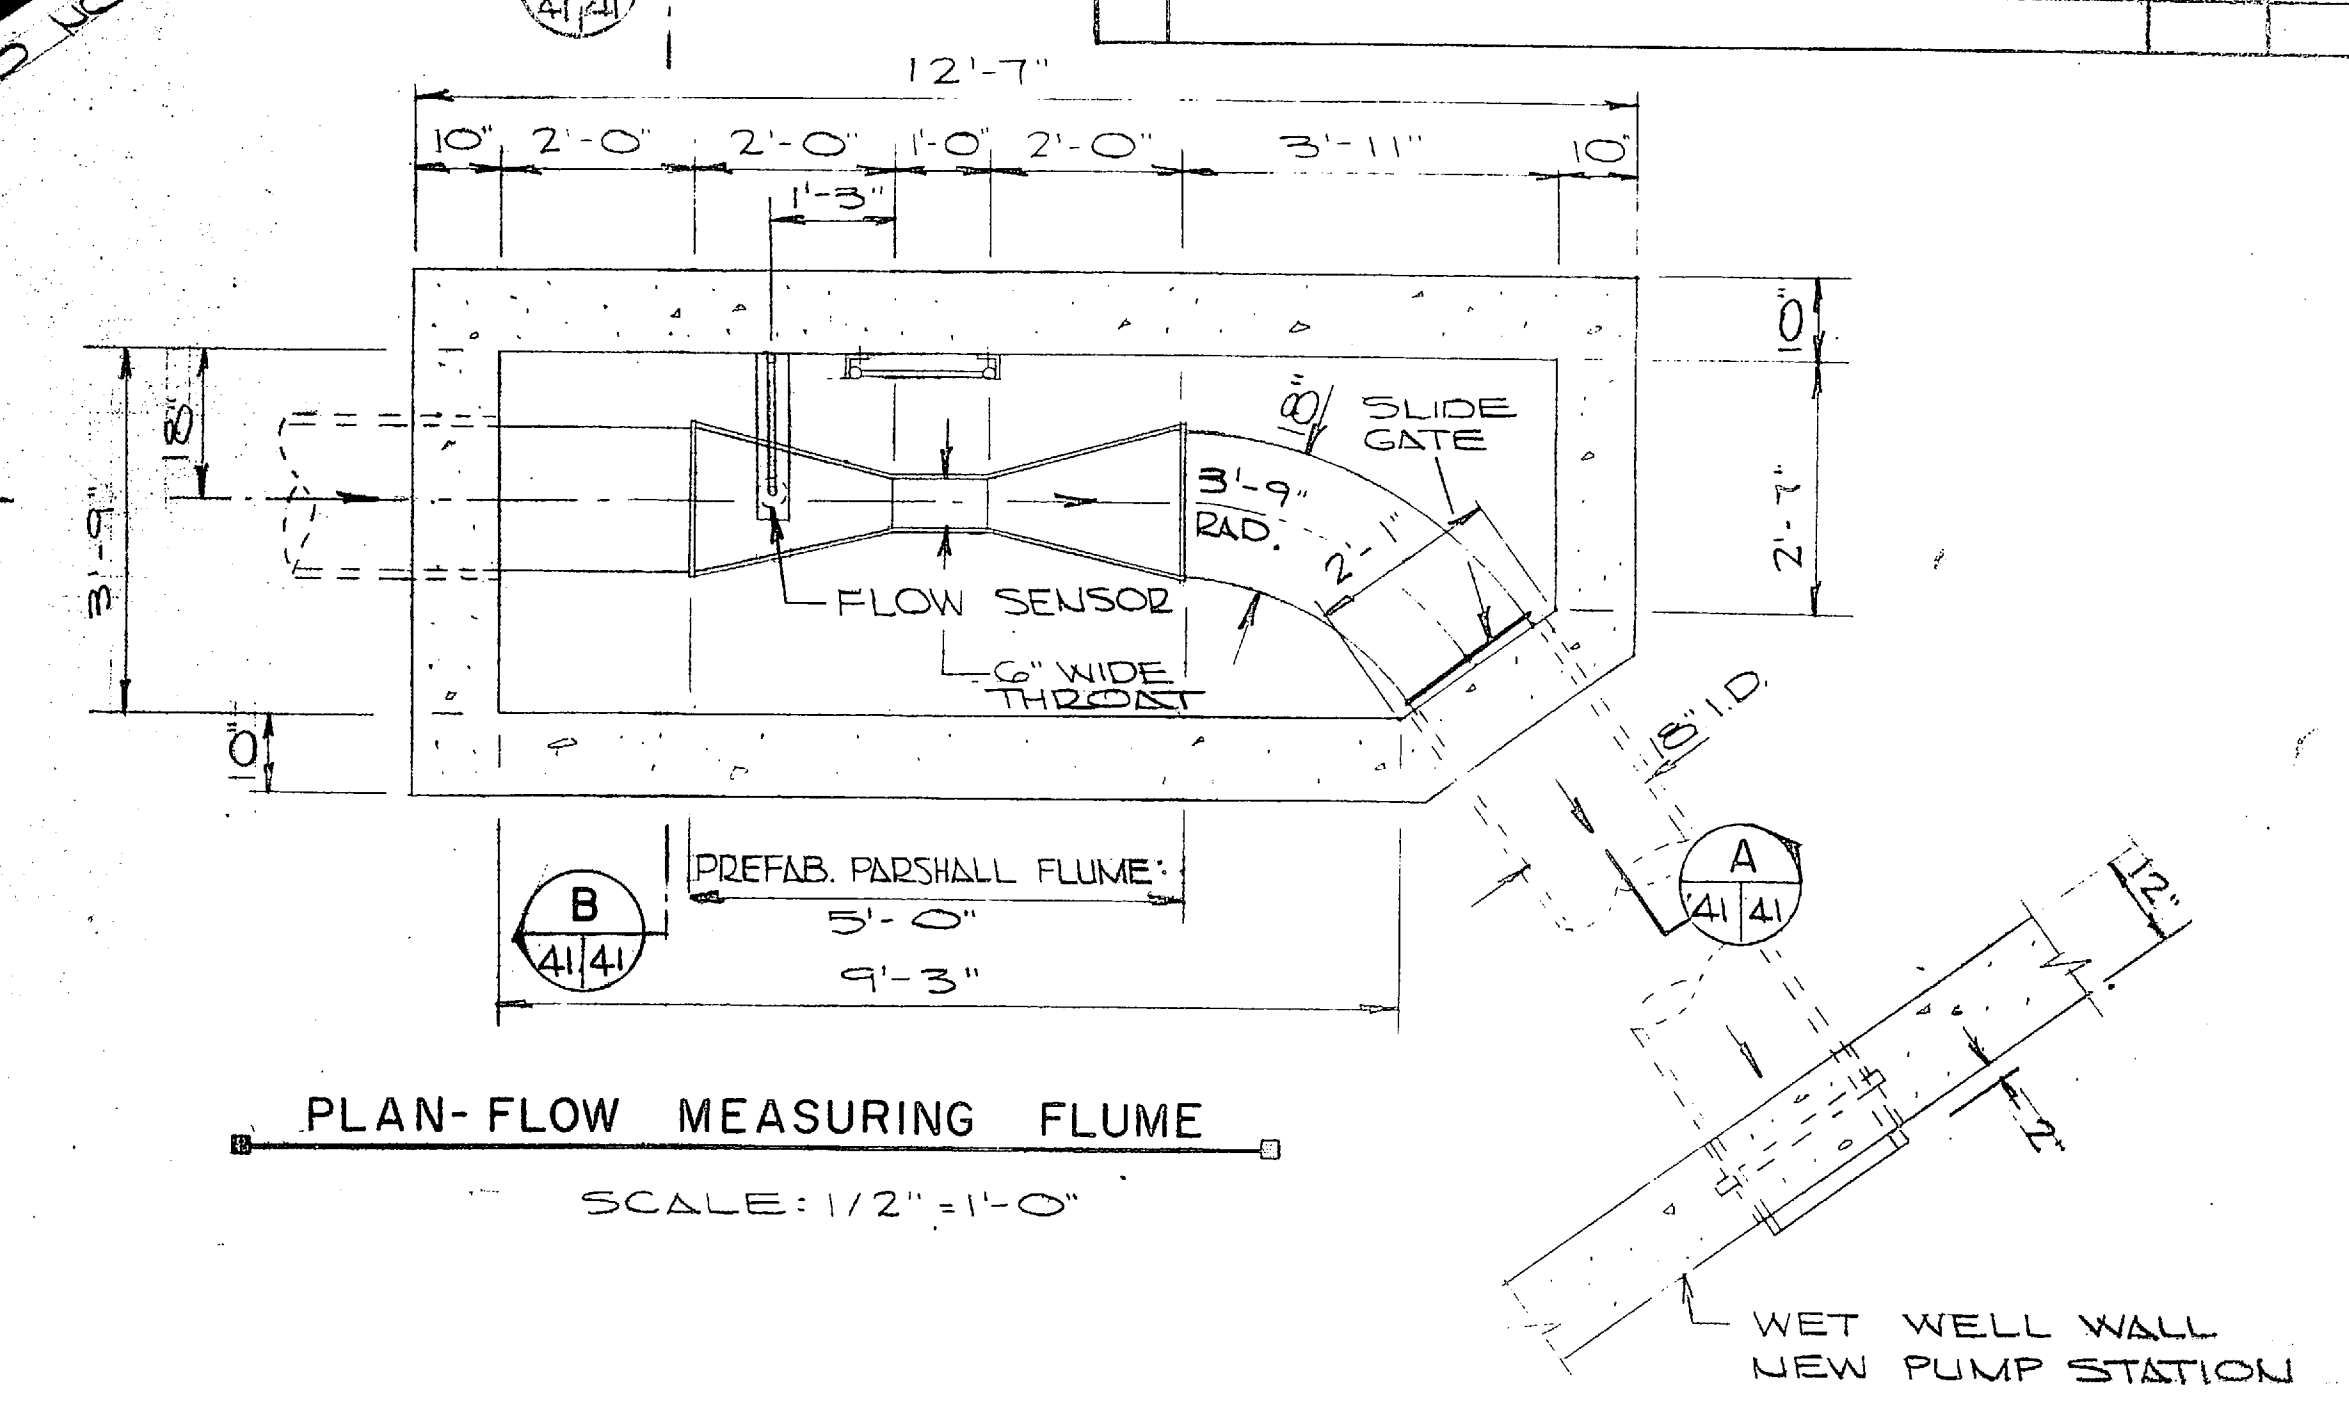 41 41
12'-7"
10" 2'-0" 2'-0" 1'-0" 2'-0" 3'-11" 10"
1'-3"
10"
18"
3'-9"
18"
SLIDE
GATE
3'-9"
RAD.
2'-1"
2'-7"
FLOW SENSOR
6" WIDE
THROAT
10"
18" I.D.
PREFAB. PARSHALL FLUME:
5'-0"
9'-3"
B
41 41
A
41 41
12"
2"
PLAN-FLOW MEASURING FLUME
SCALE: 1/2" = 1'-0"
WET WELL WALL
NEW PUMP STATION